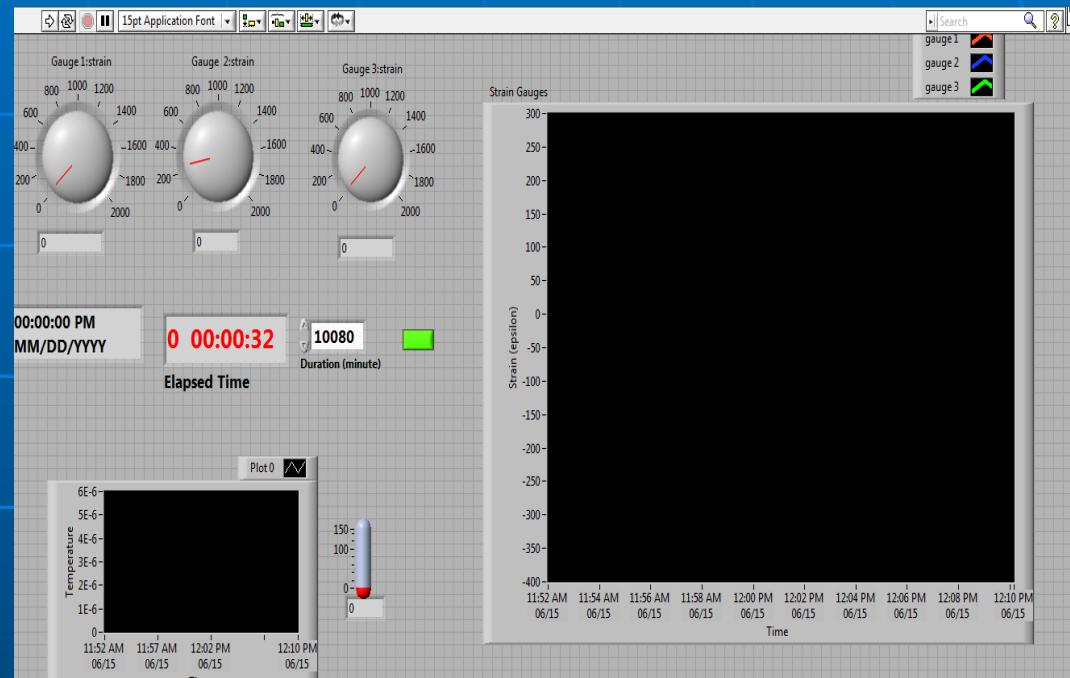 15pt Application Font
Search
?
gauge 1
gauge 2
gauge 3
Gauge 1:strain
0
200
400
600
800
1000
1200
1400
1600
1800
2000
0
Gauge 2:strain
0
200
400
600
800
1000
1200
1400
1600
1800
2000
0
Gauge 3:strain
0
200
400
600
800
1000
1200
1400
1600
1800
2000
0
Strain Gauges
Strain (epsilon)
300
250
200
150
100
50
0
-50
-100
-150
-200
-250
-300
-350
-400
11:52 AM 11:54 AM 11:56 AM 11:58 AM 12:00 PM 12:02 PM 12:04 PM 12:06 PM 12:08 PM 12:10 PM
06/15 06/15 06/15 06/15 06/15 06/15 06/15 06/15 06/15 06/15
Time
00:00:00 PM
MM/DD/YYYY
0 00:00:32
Elapsed Time
10080
Duration (minute)
Plot 0
Temperature
6E-6
5E-6
4E-6
3E-6
2E-6
1E-6
0
11:52 AM 11:57 AM 12:02 PM 12:10 PM
06/15 06/15 06/15 06/15
150
100
0
0